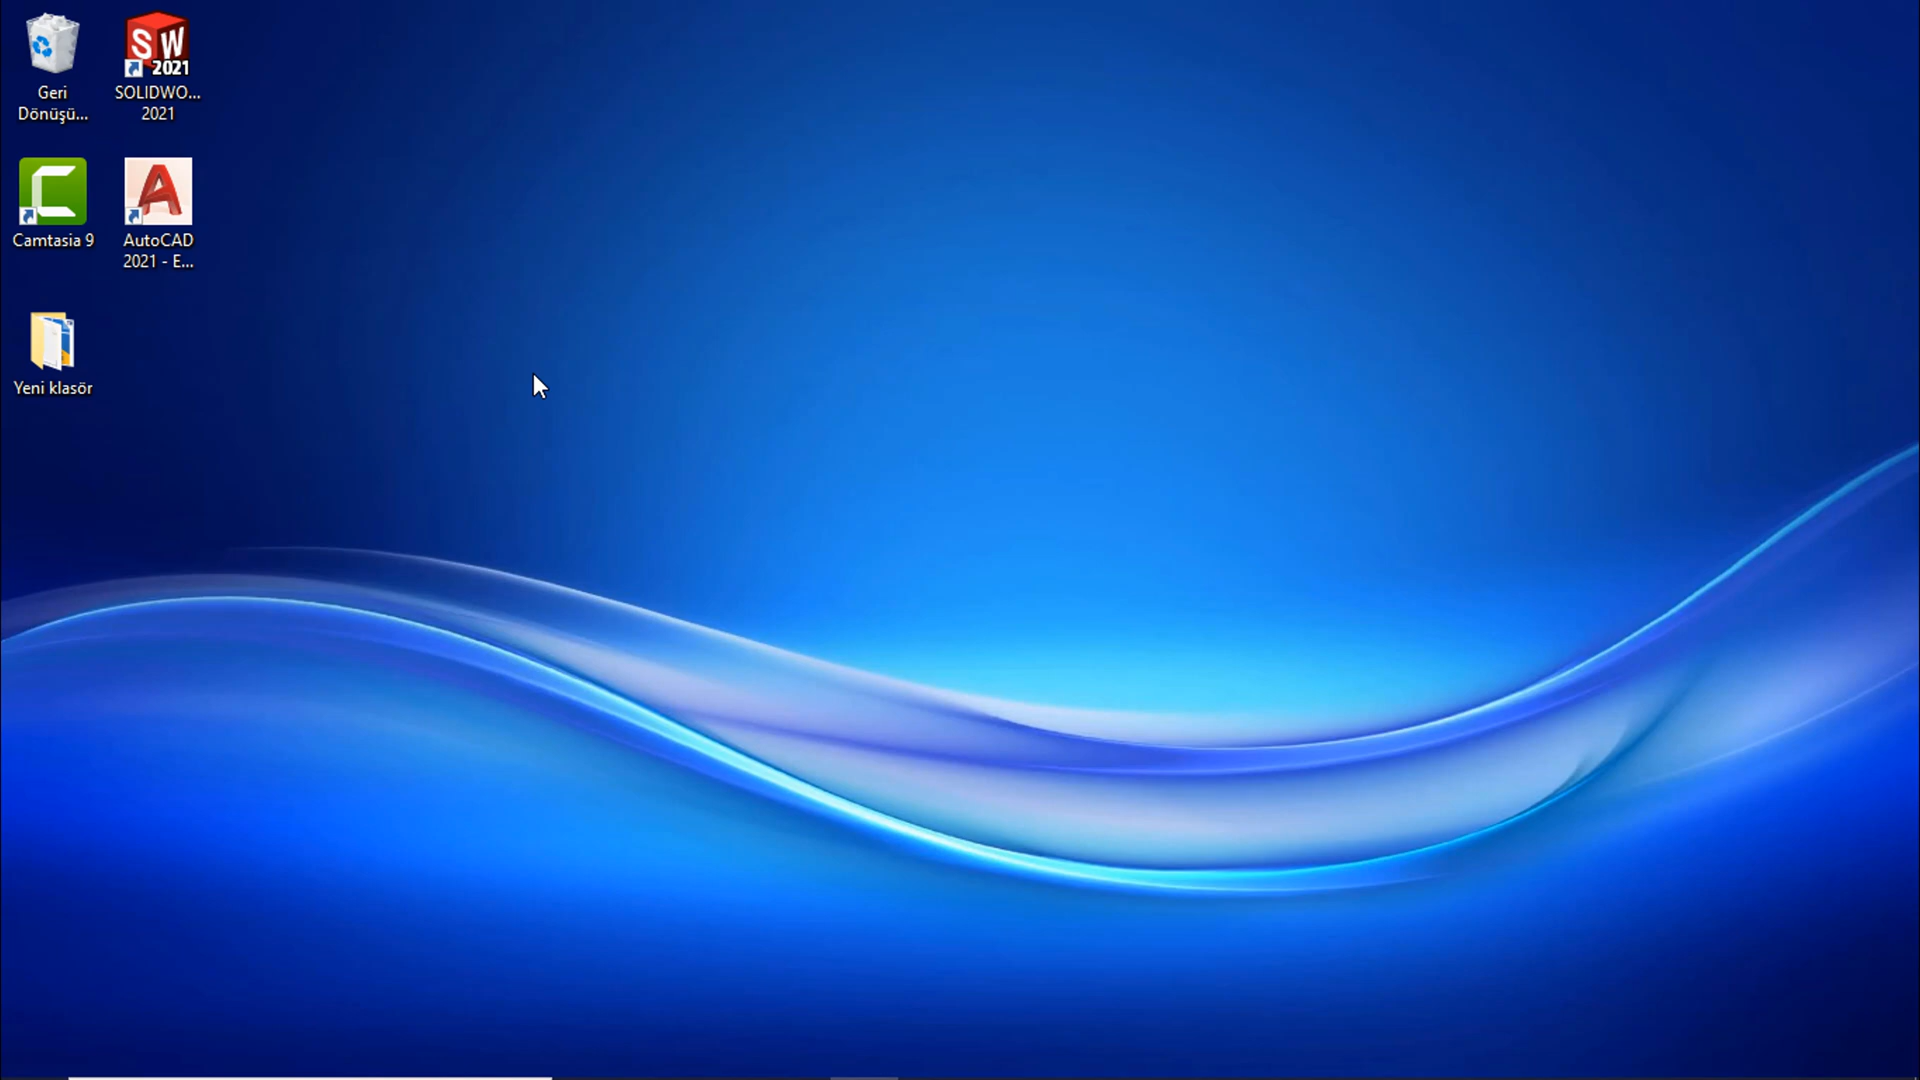 SW
2021
Geri
Dönüşü...
SOLIDWO...
2021
Camtasia 9
AutoCAD
2021 - E...
Yeni klasör